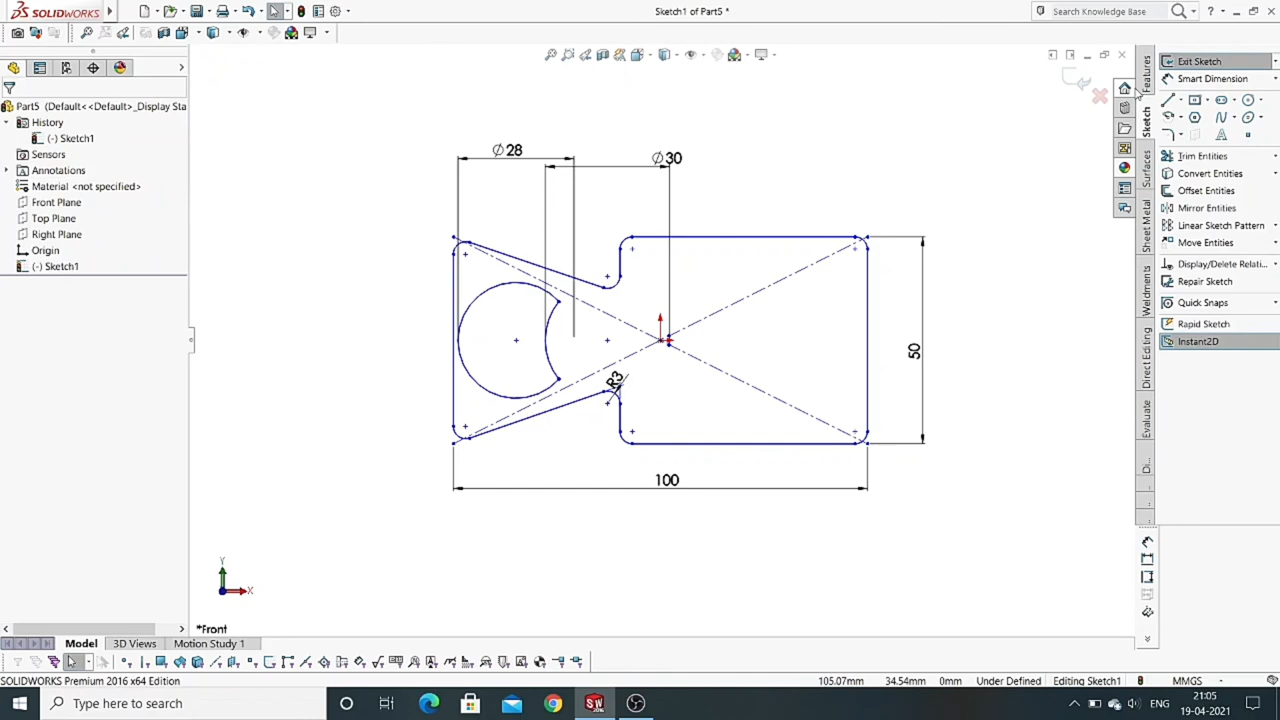 SOLIDWORKS
Sketch1 of Part5 *
Search Knowledge Base
?
Part5 (Default<<Default>_Display Sta
History
(-) Sketch1
Sensors
Annotations
Material <not specified>
Front Plane
Top Plane
Right Plane
Origin
(-) Sketch1
∅28
∅30
R3
50
100
Y
X
*Front
Features
Sketch
Surfaces
Sheet Metal
Weldments
Direct Editing
Evaluate
Di...
Exit Sketch
Smart Dimension
Trim Entities
Convert Entities
Offset Entities
Mirror Entities
Linear Sketch Pattern
Move Entities
Display/Delete Relati...
Repair Sketch
Quick Snaps
Rapid Sketch
Instant2D
Model
3D Views
Motion Study 1
SOLIDWORKS Premium 2016 x64 Edition
105.07mm
34.54mm
0mm
Under Defined
Editing Sketch1
MMGS
Type here to search
ENG
21:05
19-04-2021